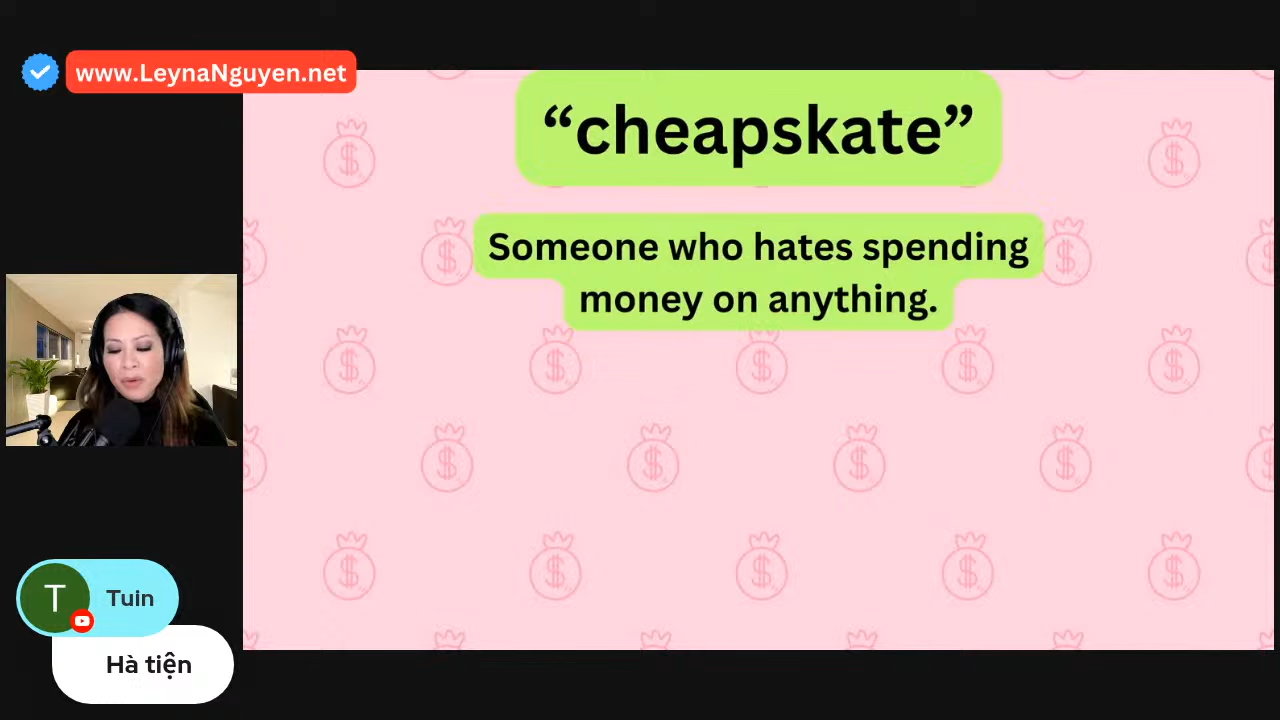 www.LeynaNguyen.net
“cheapskate”
Someone who hates spending
money on anything.
T
Tuin
Hà tiện